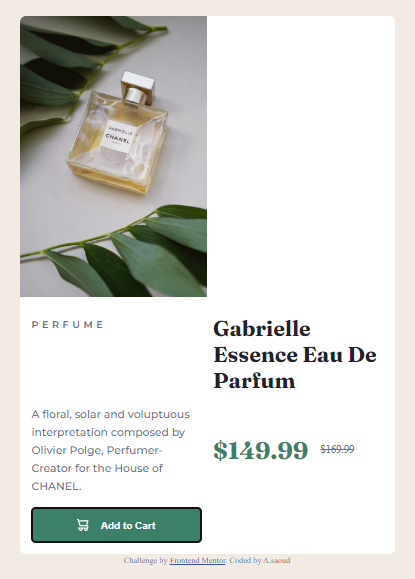 GABRIELLE
CHANEL
PERFUME
Gabrielle
Essence Eau De
Parfum
A floral, solar and voluptuous
interpretation composed by
Olivier Polge, Perfumer-
Creator for the House of
CHANEL.
$149.99 $169.99
Add to Cart
Challenge by Frontend Mentor. Coded by A.saoud